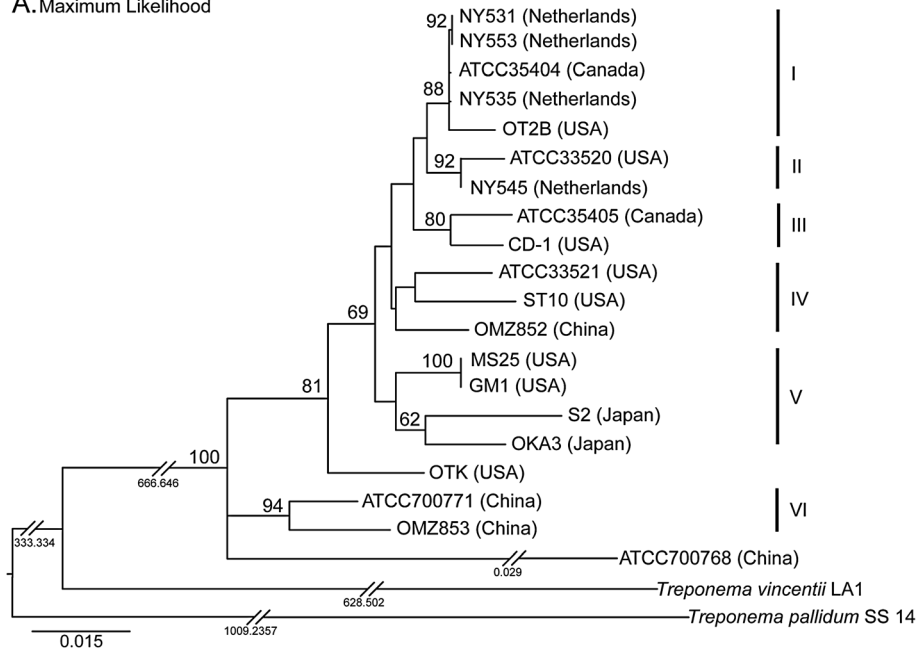 A. Maximum Likelihood
92 NY531 (Netherlands)
NY553 (Netherlands)
I
ATCC35404 (Canada)
88 NY535 (Netherlands)
OT2B (USA)
92 ATCC33520 (USA)
II
NY545 (Netherlands)
80 ATCC35405 (Canada)
III
CD-1 (USA)
ATCC33521 (USA)
ST10 (USA)
IV
69
OMZ852 (China)
100 MS25 (USA)
GM1 (USA)
81
V
62 S2 (Japan)
OKA3 (Japan)
100
OTK (USA)
666.646
94 ATCC700771 (China)
VI
OMZ853 (China)
333.334
ATCC700768 (China)
0.029
Treponema vincentii LA1
628.502
Treponema pallidum SS 14
1009.2357
0.015